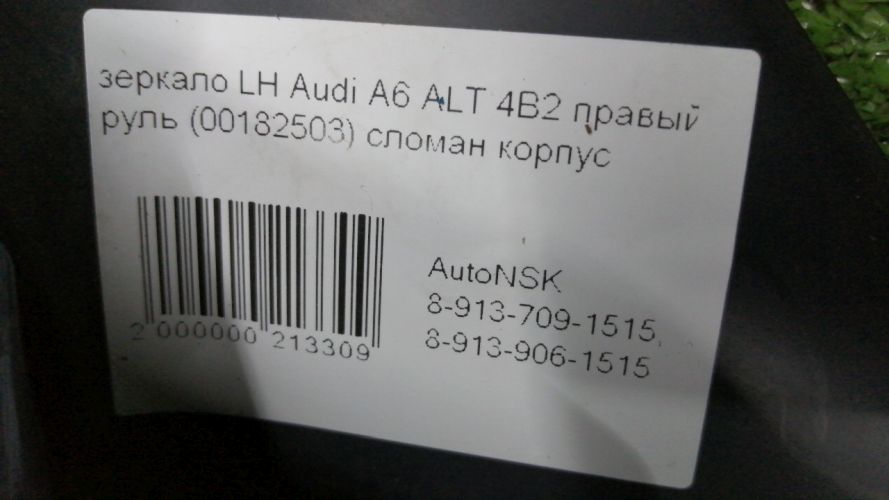 зеркало LH Audi A6 ALT 4B2 правый
руль (00182503) сломан корпус
AutoNSK
8-913-709-1515,
8-913-906-1515
2 000000 213309